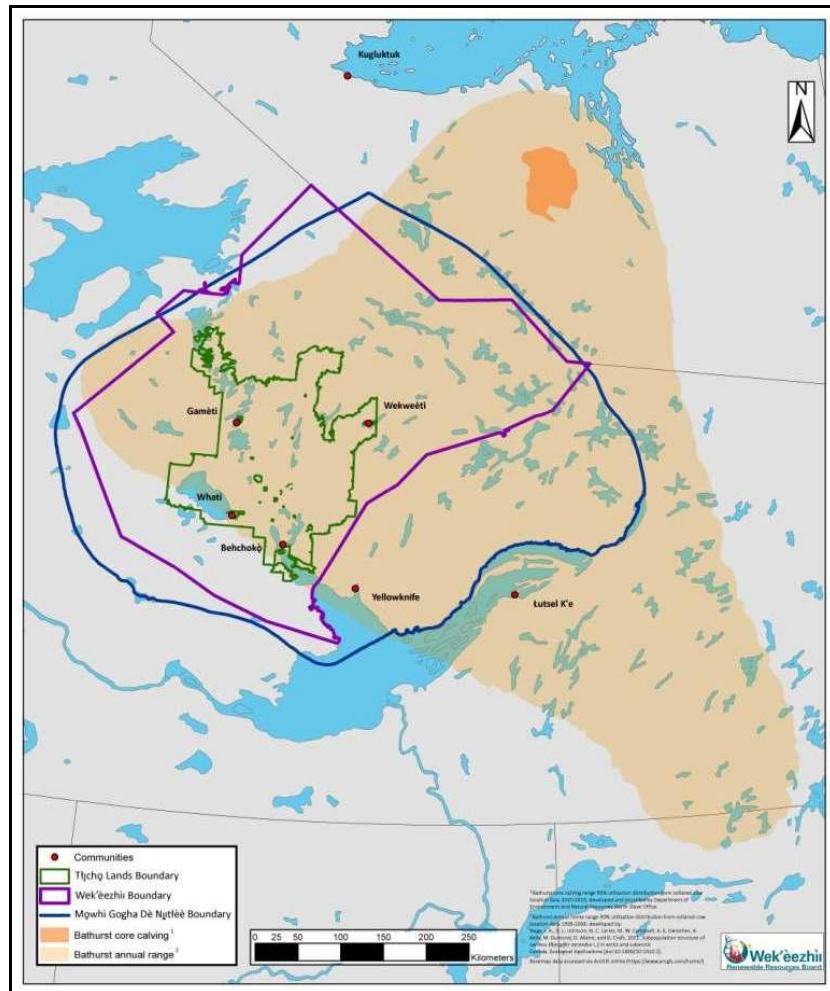 Kugluktuk
N
Gamètì
Wekweètì
Whatì
Behchokǫ̀
Yellowknife
Łutsel K'e
Communities
Tłı̨chǫ Lands Boundary
Wek'èezhìı Boundary
Mǫwhì Gogha Dè Nı̨tłèè Boundary
Bathurst core calving 1
Bathurst annual range 2
0 25 50 100 150 200 250
Kilometers
Wek'èezhìı
Renewable Resources Board